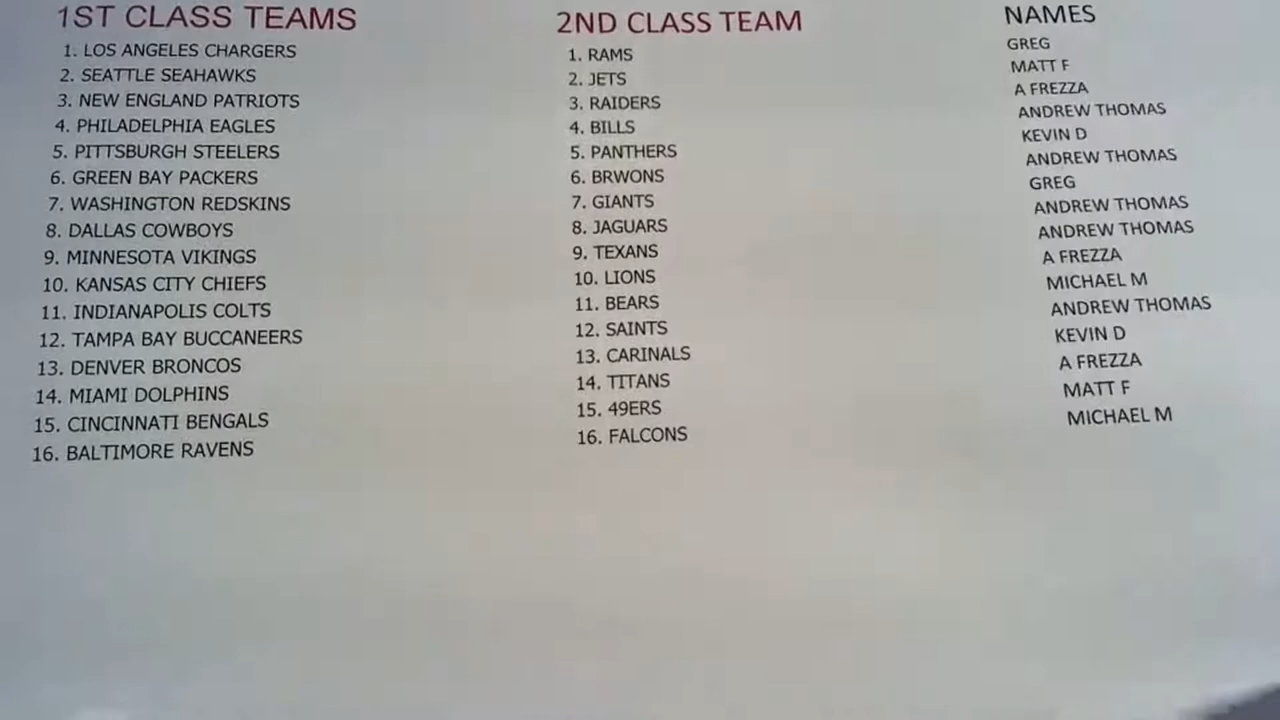 1ST CLASS TEAMS
1. LOS ANGELES CHARGERS
2. SEATTLE SEAHAWKS
3. NEW ENGLAND PATRIOTS
4. PHILADELPHIA EAGLES
5. PITTSBURGH STEELERS
6. GREEN BAY PACKERS
7. WASHINGTON REDSKINS
8. DALLAS COWBOYS
9. MINNESOTA VIKINGS
10. KANSAS CITY CHIEFS
11. INDIANAPOLIS COLTS
12. TAMPA BAY BUCCANEERS
13. DENVER BRONCOS
14. MIAMI DOLPHINS
15. CINCINNATI BENGALS
16. BALTIMORE RAVENS
2ND CLASS TEAM
1. RAMS
2. JETS
3. RAIDERS
4. BILLS
5. PANTHERS
6. BRWONS
7. GIANTS
8. JAGUARS
9. TEXANS
10. LIONS
11. BEARS
12. SAINTS
13. CARINALS
14. TITANS
15. 49ERS
16. FALCONS
NAMES
GREG
MATT F
A FREZZA
ANDREW THOMAS
KEVIN D
ANDREW THOMAS
GREG
ANDREW THOMAS
ANDREW THOMAS
A FREZZA
MICHAEL M
ANDREW THOMAS
KEVIN D
A FREZZA
MATT F
MICHAEL M